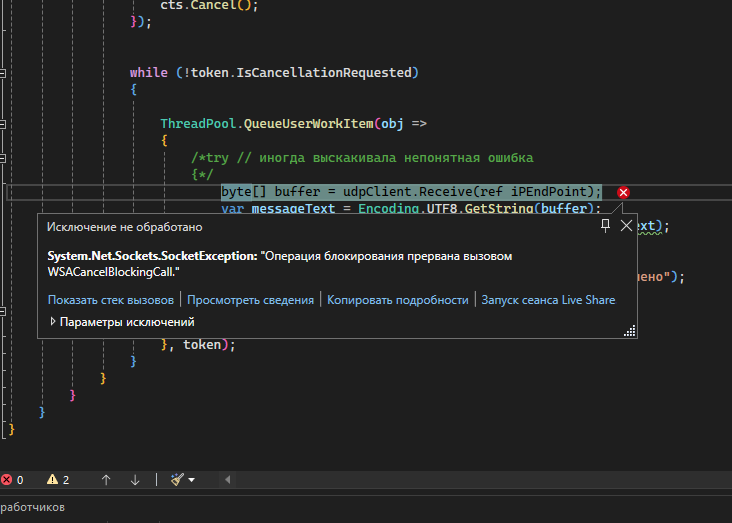 cts.Cancel();
});
while (!token.IsCancellationRequested)
{
ThreadPool.QueueUserWorkItem(obj =>
{
/*try // иногда выскакивала непонятная ошибка
{*/
byte[] buffer = udpClient.Receive(ref iPEndPoint);
var messageText = Encoding.UTF8.GetString(buffer);
Исключение не обработано
ext);
System.Net.Sockets.SocketException: "Операция блокирования прервана вызовом
WSACancelBlockingCall."
ено");
Показать стек вызовов | Просмотреть сведения | Копировать подробности | Запуск сеанса Live Share
Параметры исключений
}, token);
}
}
}
}
}
0 2
работчиков